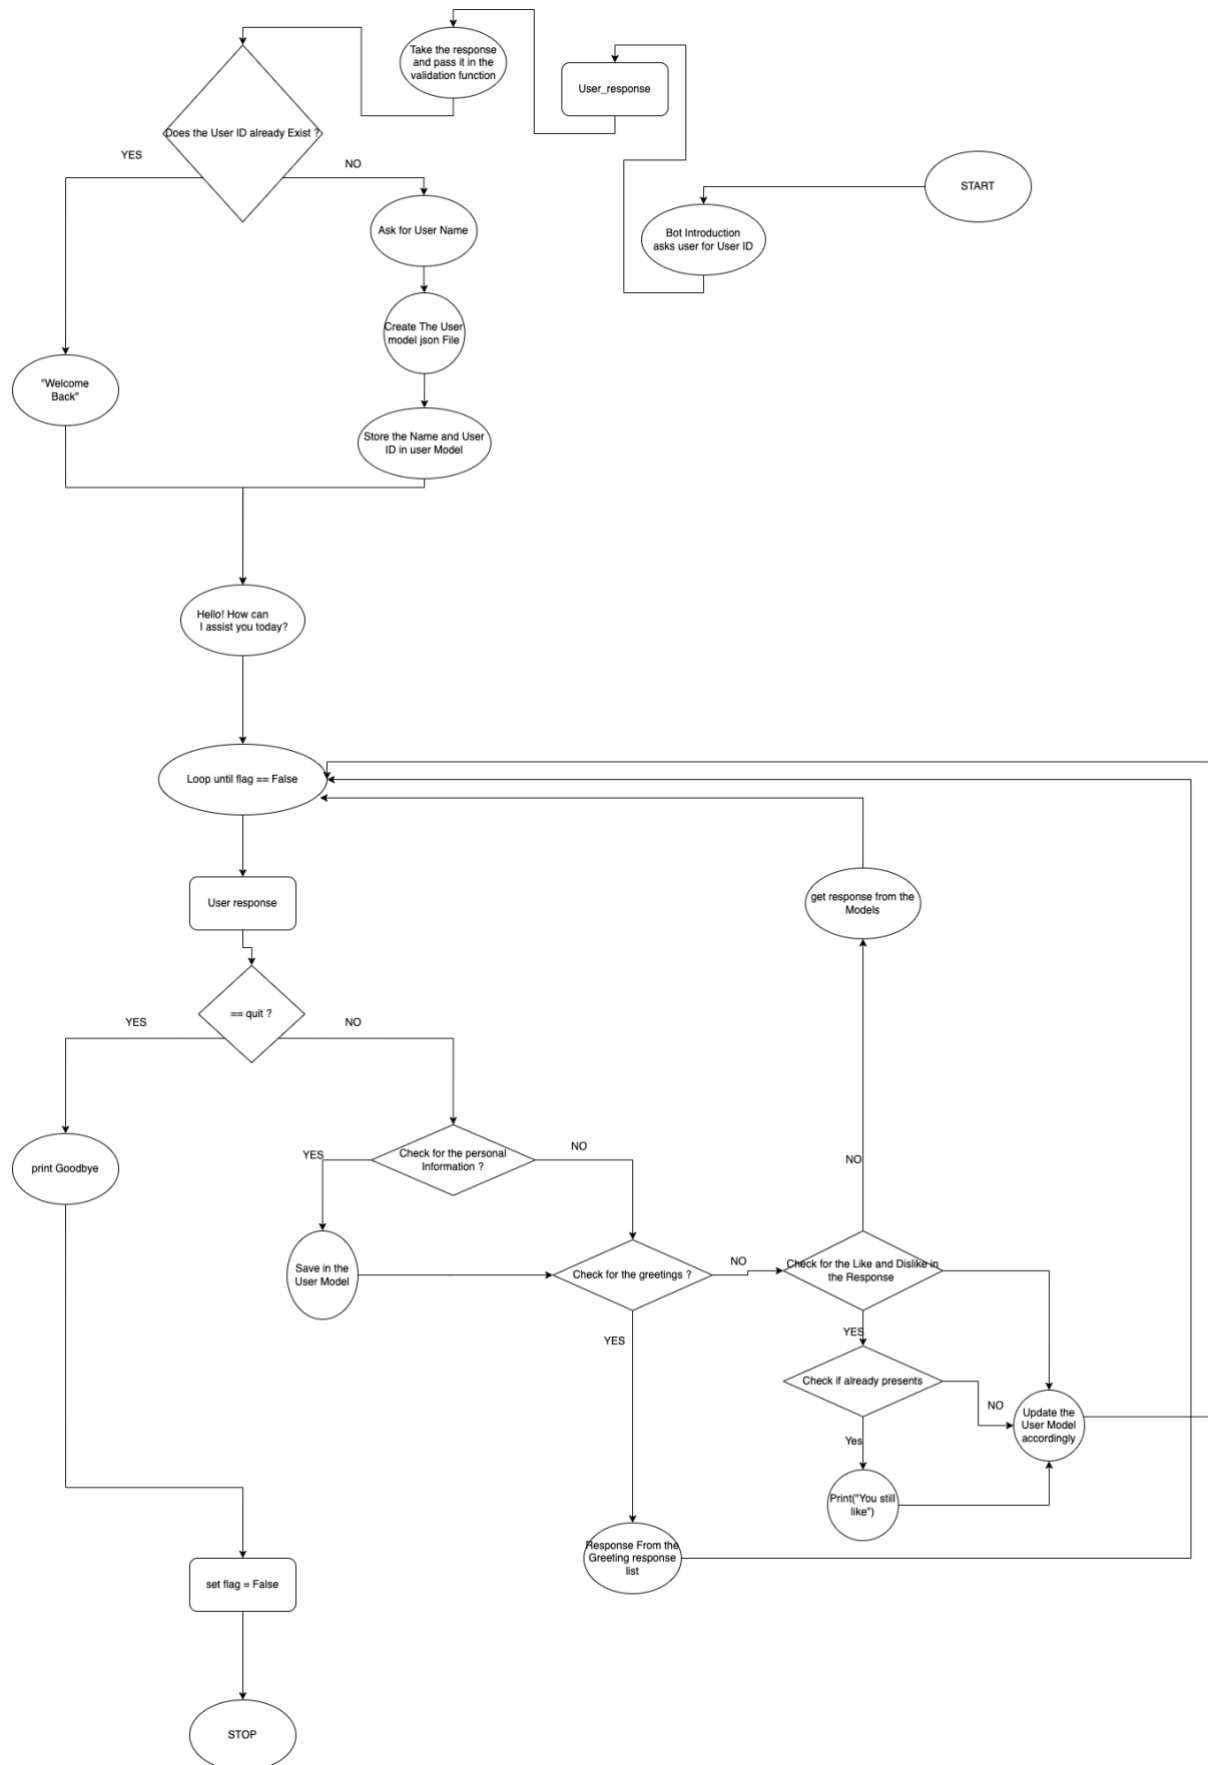 Take the response
and pass it in the
validation function
User_response
Does the User ID already Exist ?
YES
NO
START
Ask for User Name
Bot Introduction
asks user for User ID
Create The User
model json File
"Welcome
Back"
Store the Name and User
ID in user Model
Hello! How can
I assist you today?
Loop until flag == False
User response
get response from the
Models
== quit ?
YES
NO
print Goodbye
Check for the personal
Information ?
YES
NO
NO
Save in the
User Model
Check for the greetings ?
NO
Check for the Like and Dislike in
the Response
YES
YES
Check if already presents
NO
Update the
User Model
accordingly
Yes
Print("You still
like")
Response From the
Greeting response
list
set flag = False
STOP